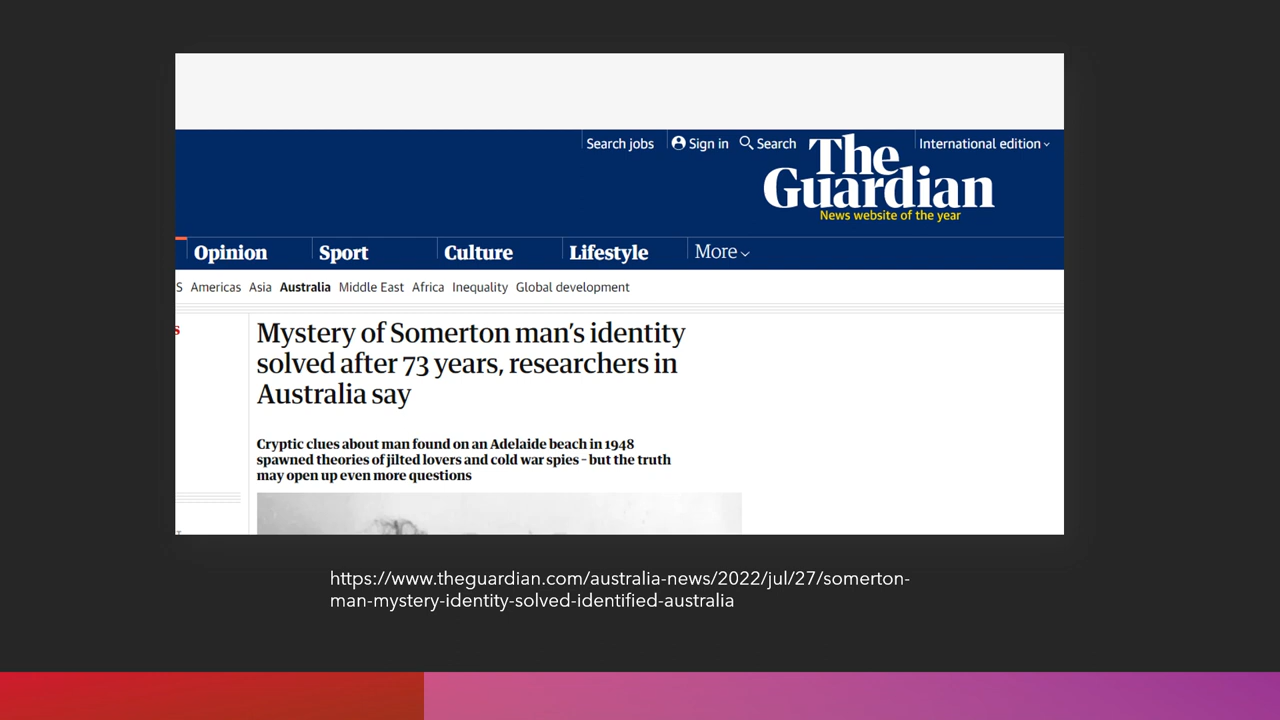 Search jobs
Sign in
Search
International edition
The
Guardian
News website of the year
Opinion
Sport
Culture
Lifestyle
More
S Americas Asia Australia Middle East Africa Inequality Global development
s
Mystery of Somerton man's identity
solved after 73 years, researchers in
Australia say
Cryptic clues about man found on an Adelaide beach in 1948
spawned theories of jilted lovers and cold war spies – but the truth
may open up even more questions
https://www.theguardian.com/australia-news/2022/jul/27/somerton-
man-mystery-identity-solved-identified-australia